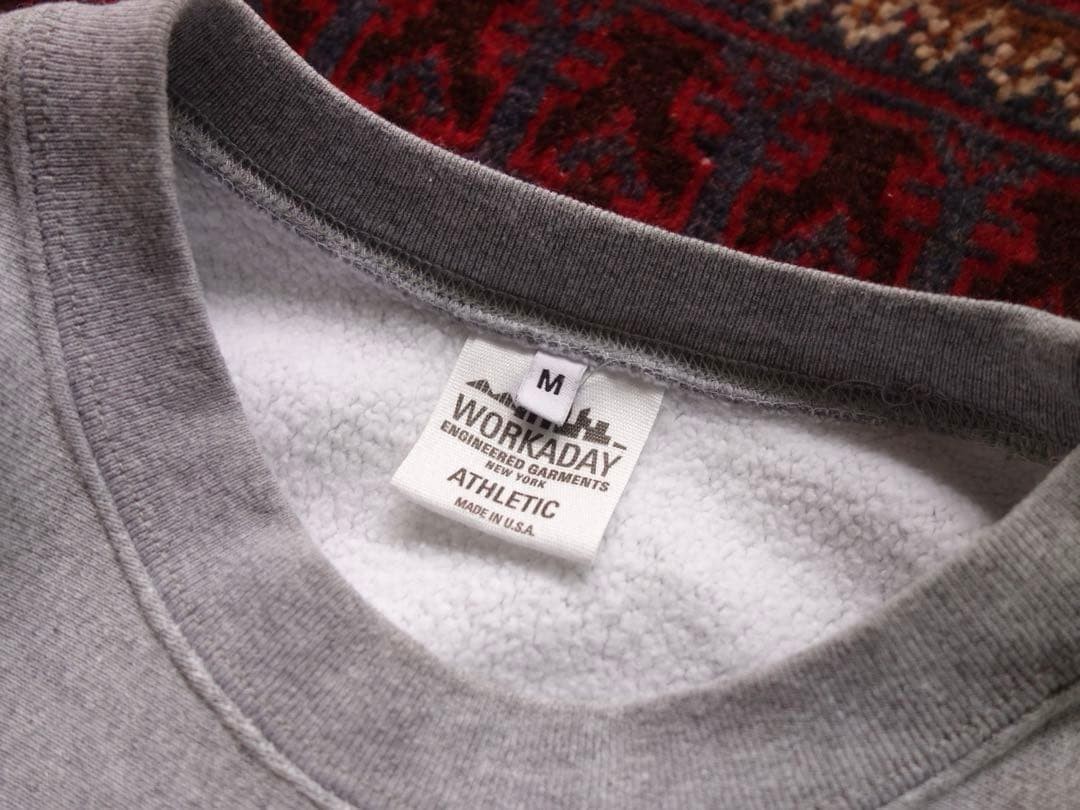 M
WORKADAY
ENGINEERED GARMENTS
NEW YORK
ATHLETIC
MADE IN U.S.A.